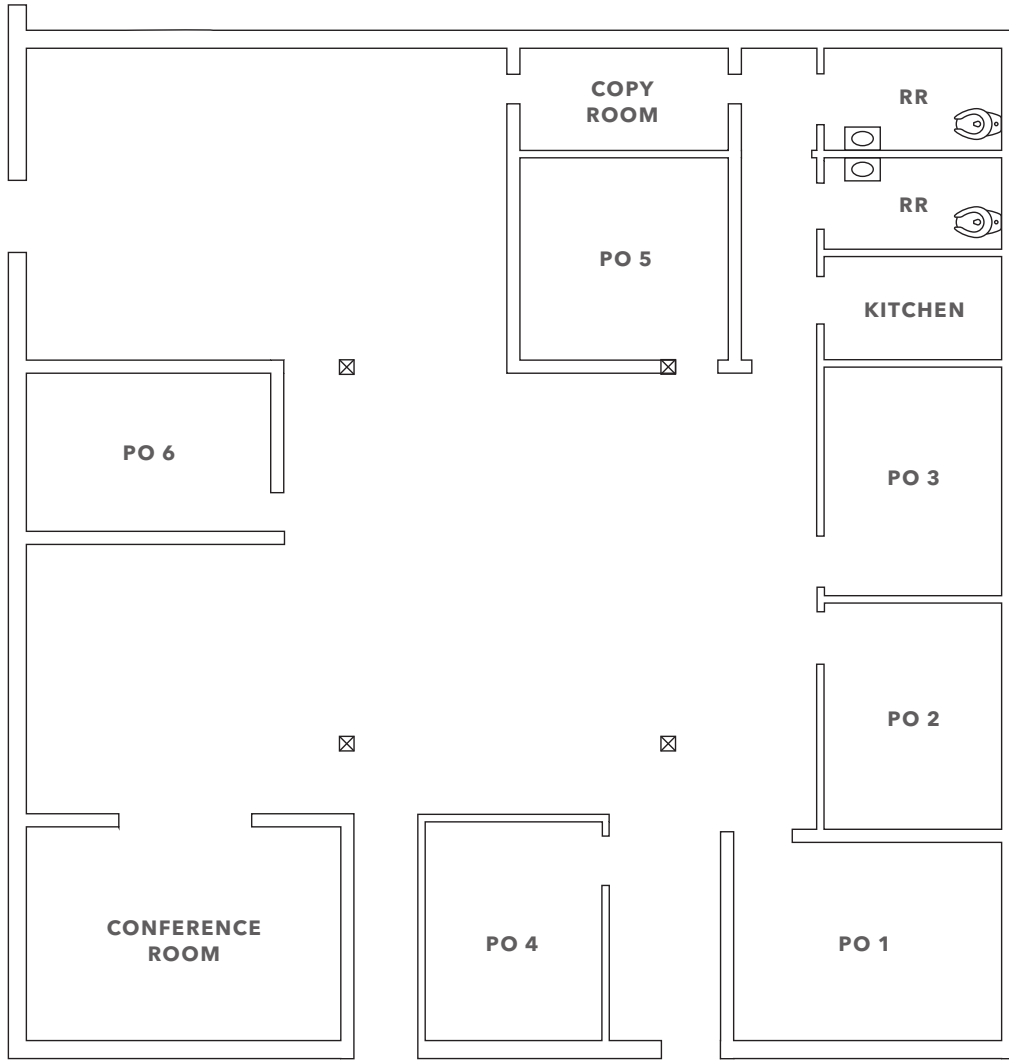 COPY
ROOM
RR
RR
PO 5
KITCHEN
PO 6
PO 3
PO 2
CONFERENCE
ROOM
PO 4
PO 1